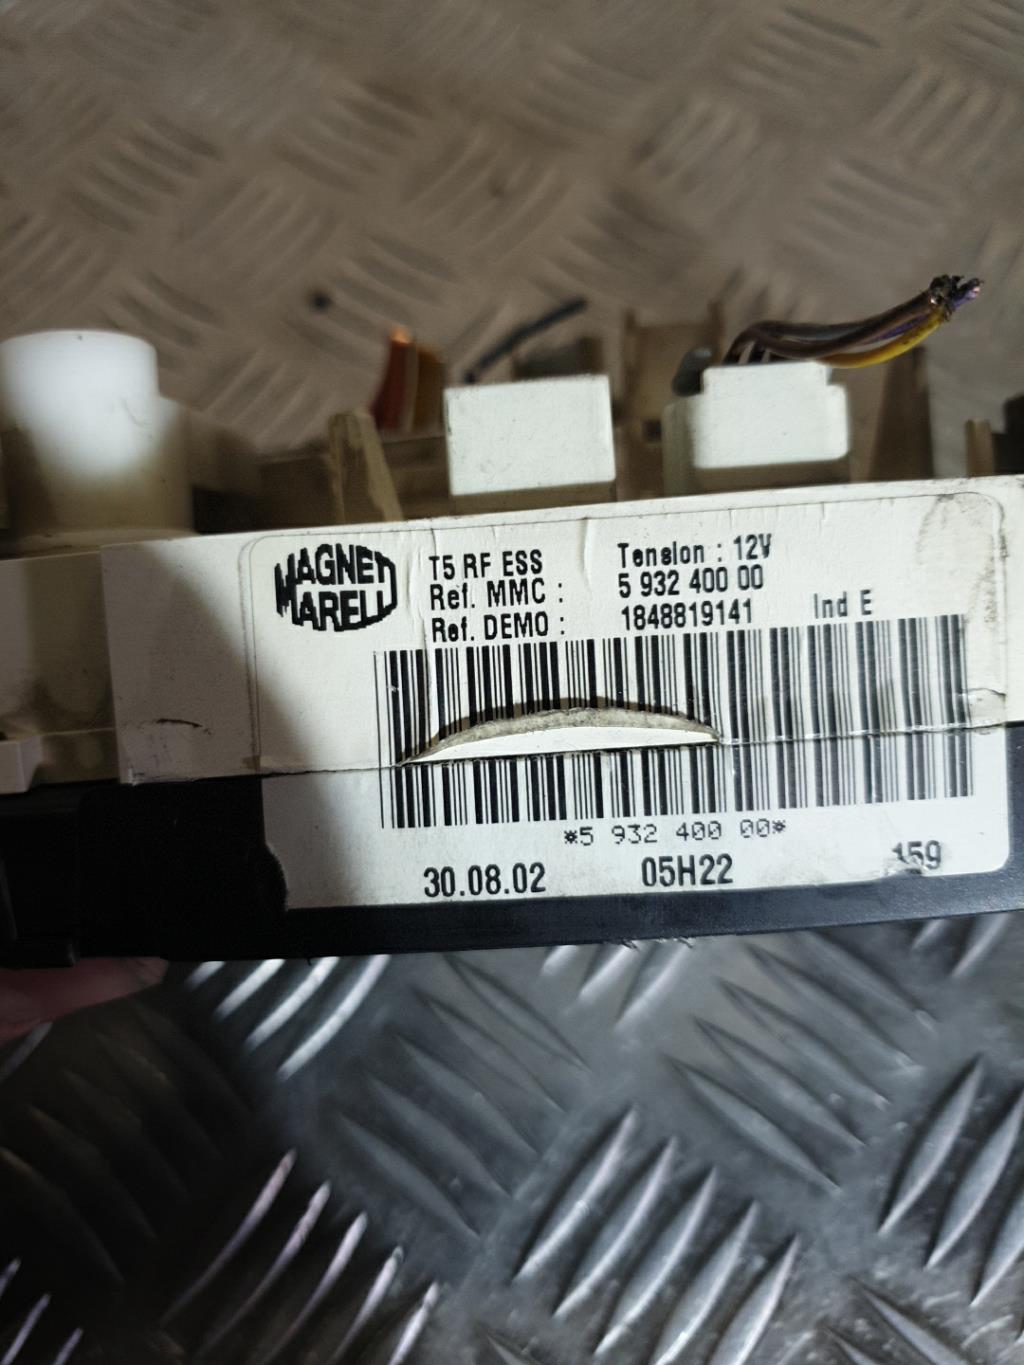 MAGNETI
MARELLI
T5 RF ESS
Tension : 12V
Ref. MMC : 5 932 400 00
Ref. DEMO : 1848819141 Ind E
*5 932 400 00*
30.08.02 05H22 159